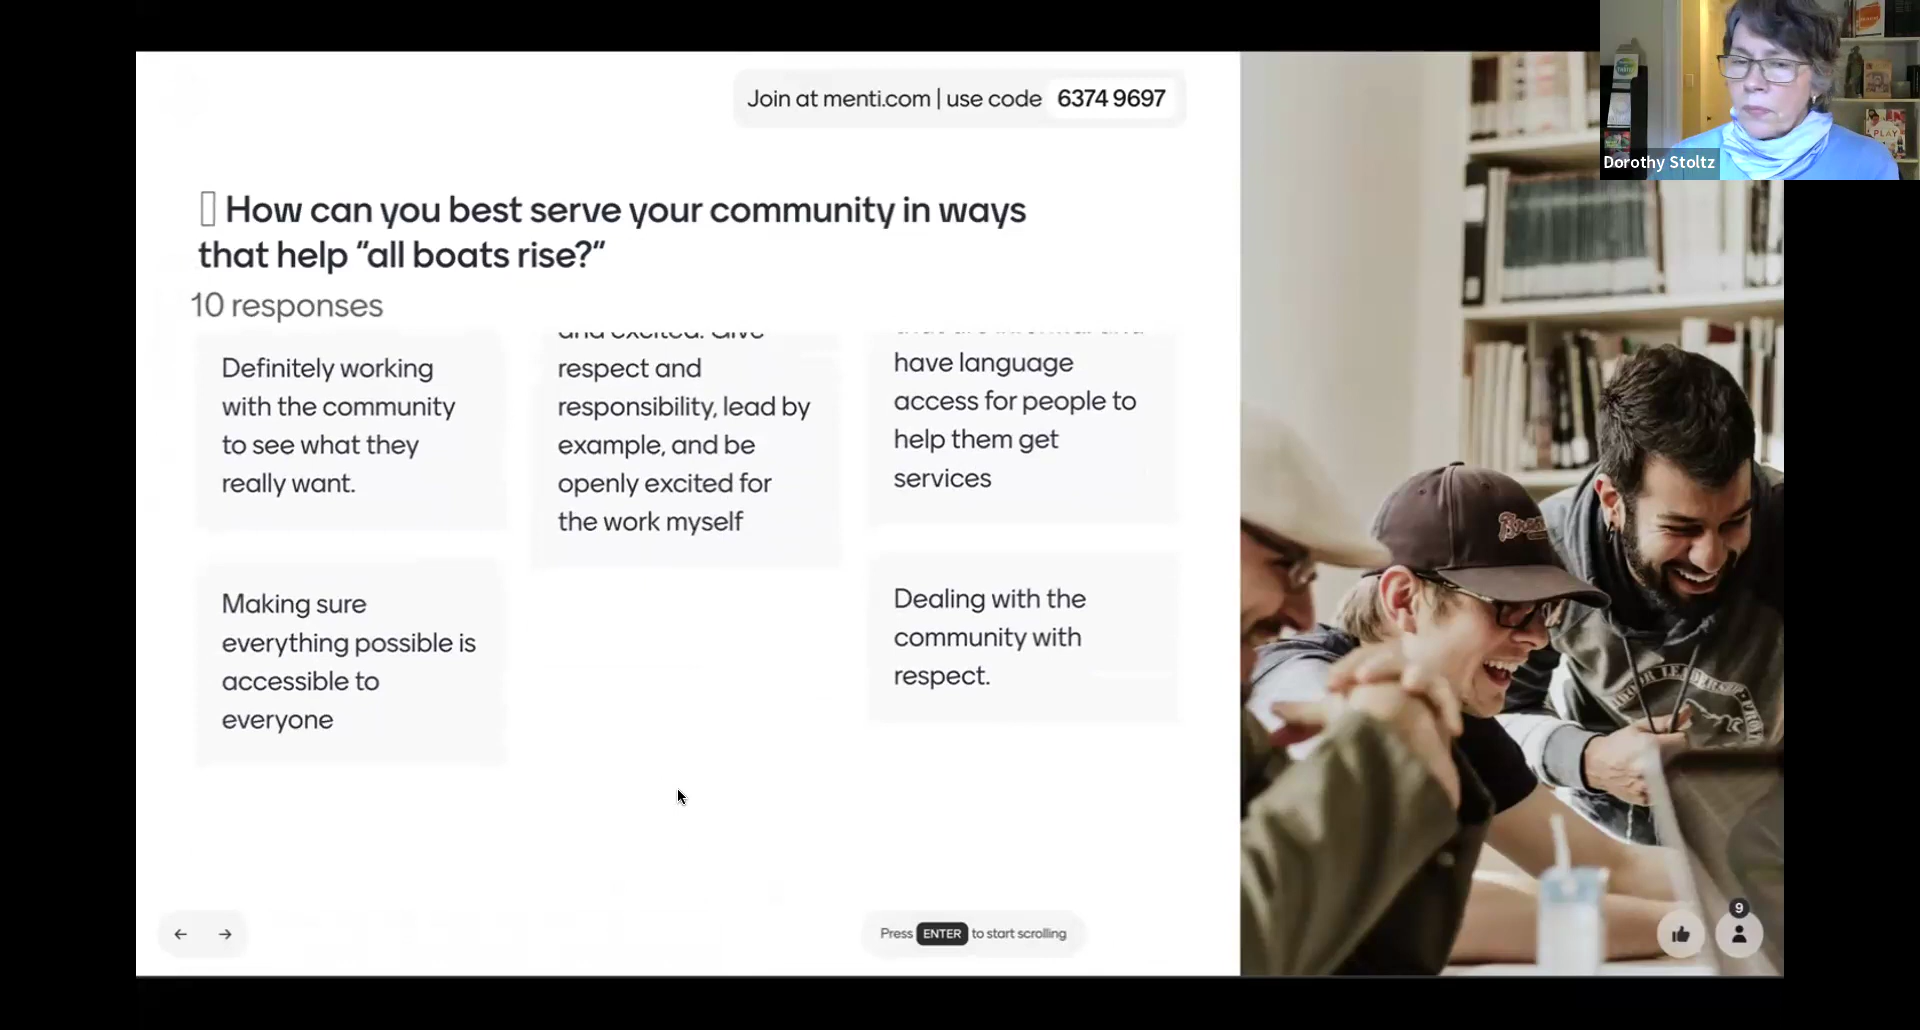 Join at menti.com | use code 6374 9697
Dorothy Stoltz
PLAY
How can you best serve your community in ways
that help "all boats rise?"
10 responses
Definitely working
with the community
to see what they
really want.
Making sure
everything possible is
accessible to
everyone
and excited. Give
respect and
responsibility, lead by
example, and be
openly excited for
the work myself
have language
access for people to
help them get
services
Dealing with the
community with
respect.
Press ENTER to start scrolling
9